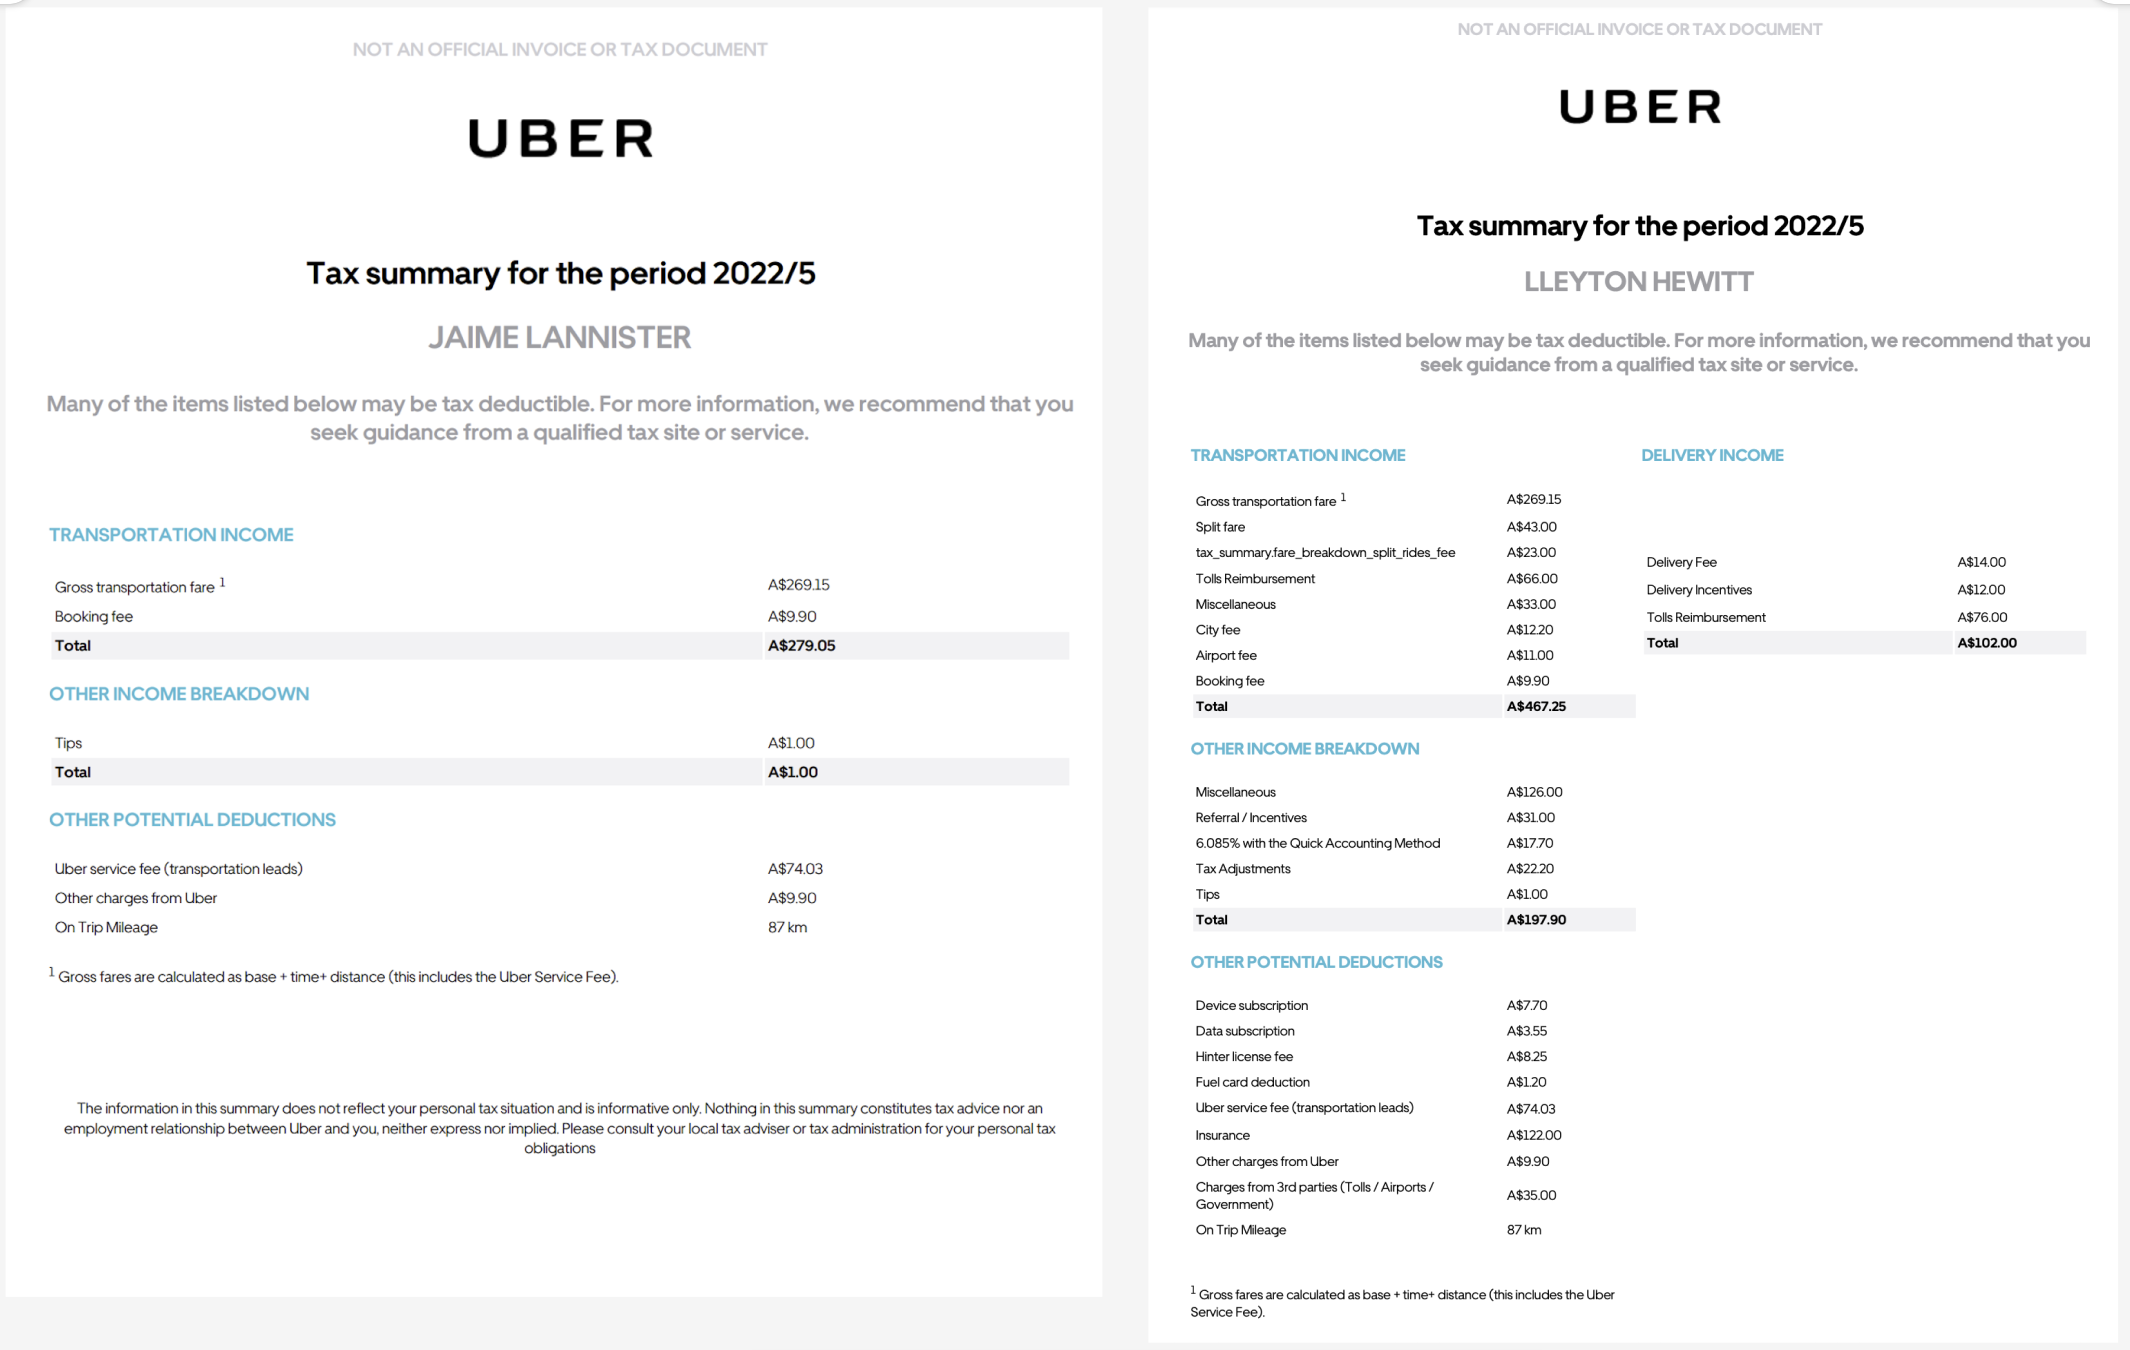 NOT AN OFFICIAL INVOICE OR TAX DOCUMENT
UBER
Tax summary for the period 2022/5
JAIME LANNISTER
Many of the items listed below may be tax deductible. For more information, we recommend that you
seek guidance from a qualified tax site or service.
TRANSPORTATION INCOME
Gross transportation fare 1 A$269.15
Booking fee A$9.90
Total A$279.05
OTHER INCOME BREAKDOWN
Tips A$1.00
Total A$1.00
OTHER POTENTIAL DEDUCTIONS
Uber service fee (transportation leads) A$74.03
Other charges from Uber A$9.90
On Trip Mileage 87 km
1 Gross fares are calculated as base + time+ distance (this includes the Uber Service Fee).
The information in this summary does not reflect your personal tax situation and is informative only. Nothing in this summary constitutes tax advice nor an
employment relationship between Uber and you, neither express nor implied. Please consult your local tax adviser or tax administration for your personal tax
obligations
NOT AN OFFICIAL INVOICE OR TAX DOCUMENT
UBER
Tax summary for the period 2022/5
LLEYTON HEWITT
Many of the items listed below may be tax deductible. For more information, we recommend that you
seek guidance from a qualified tax site or service.
TRANSPORTATION INCOME
Gross transportation fare 1 A$269.15
Split fare A$43.00
tax_summary.fare_breakdown_split_rides_fee A$23.00
Tolls Reimbursement A$66.00
Miscellaneous A$33.00
City fee A$12.20
Airport fee A$11.00
Booking fee A$9.90
Total A$467.25
DELIVERY INCOME
Delivery Fee A$14.00
Delivery Incentives A$12.00
Tolls Reimbursement A$76.00
Total A$102.00
OTHER INCOME BREAKDOWN
Miscellaneous A$126.00
Referral / Incentives A$31.00
6.085% with the Quick Accounting Method A$17.70
Tax Adjustments A$22.20
Tips A$1.00
Total A$197.90
OTHER POTENTIAL DEDUCTIONS
Device subscription A$7.70
Data subscription A$3.55
Hinter license fee A$8.25
Fuel card deduction A$1.20
Uber service fee (transportation leads) A$74.03
Insurance A$122.00
Other charges from Uber A$9.90
Charges from 3rd parties (Tolls / Airports /
Government) A$35.00
On Trip Mileage 87 km
1 Gross fares are calculated as base + time+ distance (this includes the Uber
Service Fee).